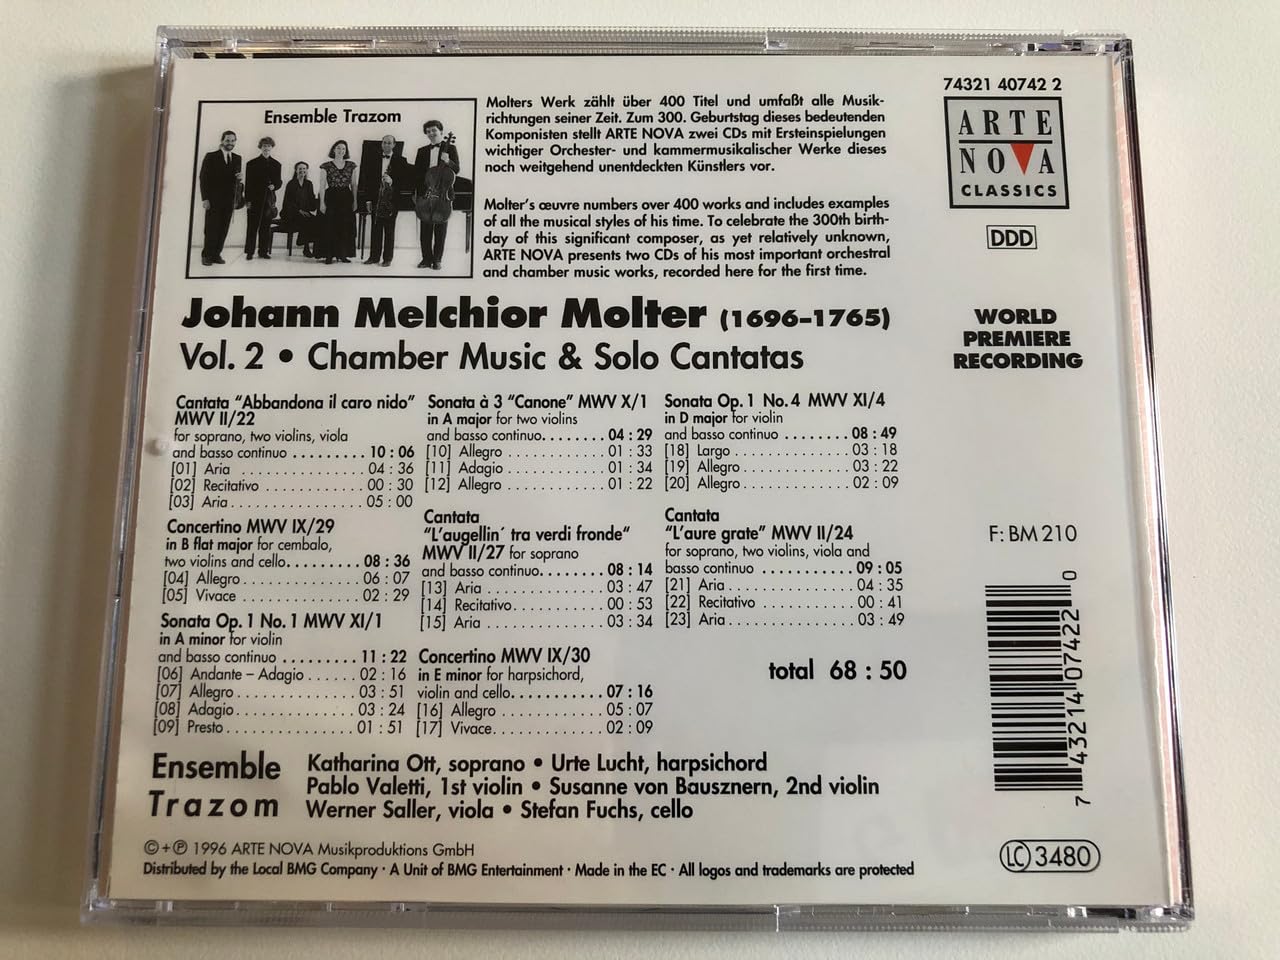 74321 40742 2
ARTE
NOVA
CLASSICS
DDD
WORLD
PREMIERE
RECORDING
Ensemble Trazom
Molters Werk zählt über 400 Titel und umfaßt alle Musik-
richtungen seiner Zeit. Zum 300. Geburtstag dieses bedeutenden
Komponisten stellt ARTE NOVA zwei CDs mit Ersteinspielungen
wichtiger Orchester- und kammermusikalischer Werke dieses
noch weitgehend unentdeckten Künstlers vor.
Molter's œuvre numbers over 400 works and includes examples
of all the musical styles of his time. To celebrate the 300th birth-
day of this significant composer, as yet relatively unknown,
ARTE NOVA presents two CDs of his most important orchestral
and chamber music works, recorded here for the first time.
Johann Melchior Molter (1696–1765)
Vol. 2 • Chamber Music & Solo Cantatas
Cantata "Abbandona il caro nido"
MWV II/22
for soprano, two violins, viola
and basso continuo ......... 10 : 06
[01] Aria ............ 04 : 36
[02] Recitativo ............ 00 : 30
[03] Aria ............ 05 : 00
Concertino MWV IX/29
in B flat major for cembalo,
two violins and cello ......... 08 : 36
[04] Allegro ............ 06 : 07
[05] Vivace ............ 02 : 29
Sonata Op. 1 No. 1 MWV XI/1
in A minor for violin
and basso continuo ......... 11 : 22
[06] Andante – Adagio ....... 02 : 16
[07] Allegro ............ 03 : 51
[08] Adagio ............ 03 : 24
[09] Presto ............ 01 : 51
Sonata à 3 "Canone" MWV X/1
in A major for two violins
and basso continuo ........ 04 : 29
[10] Allegro ............ 01 : 33
[11] Adagio ............ 01 : 34
[12] Allegro ............ 01 : 22
Cantata
"L'augellin´ tra verdi fronde"
MWV II/27 for soprano
and basso continuo ........ 08 : 14
[13] Aria ............ 03 : 47
[14] Recitativo ............ 00 : 53
[15] Aria ............ 03 : 34
Concertino MWV IX/30
in E minor for harpsichord,
violin and cello ............ 07 : 16
[16] Allegro ............ 05 : 07
[17] Vivace ............ 02 : 09
Sonata Op. 1 No. 4 MWV XI/4
in D major for violin
and basso continuo ........ 08 : 49
[18] Largo ............ 03 : 18
[19] Allegro ............ 03 : 22
[20] Allegro ............ 02 : 09
Cantata
"L'aure grate" MWV II/24
for soprano, two violins, viola and
basso continuo ........... 09 : 05
[21] Aria ............ 04 : 35
[22] Recitativo ............ 00 : 41
[23] Aria ............ 03 : 49
total 68 : 50
F: BM 210
7 43214 07422 0
Ensemble
Trazom
Katharina Ott, soprano • Urte Lucht, harpsichord
Pablo Valetti, 1st violin • Susanne von Bausznern, 2nd violin
Werner Saller, viola • Stefan Fuchs, cello
© + ℗ 1996 ARTE NOVA Musikproduktions GmbH
Distributed by the Local BMG Company · A Unit of BMG Entertainment · Made in the EC · All logos and trademarks are protected
LC 3480